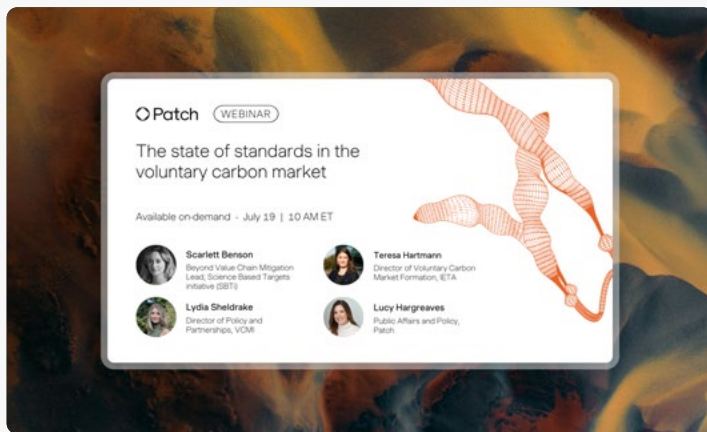 Patch WEBINAR
The state of standards in the
voluntary carbon market
Available on-demand - July 19 | 10 AM ET
Scarlett Benson
Beyond Value Chain Mitigation
Lead, Science Based Targets
initiative (SBTi)
Teresa Hartmann
Director of Voluntary Carbon
Market Formation, IETA
Lydia Sheldrake
Director of Policy and
Partnerships, VCMI
Lucy Hargreaves
Public Affairs and Policy,
Patch